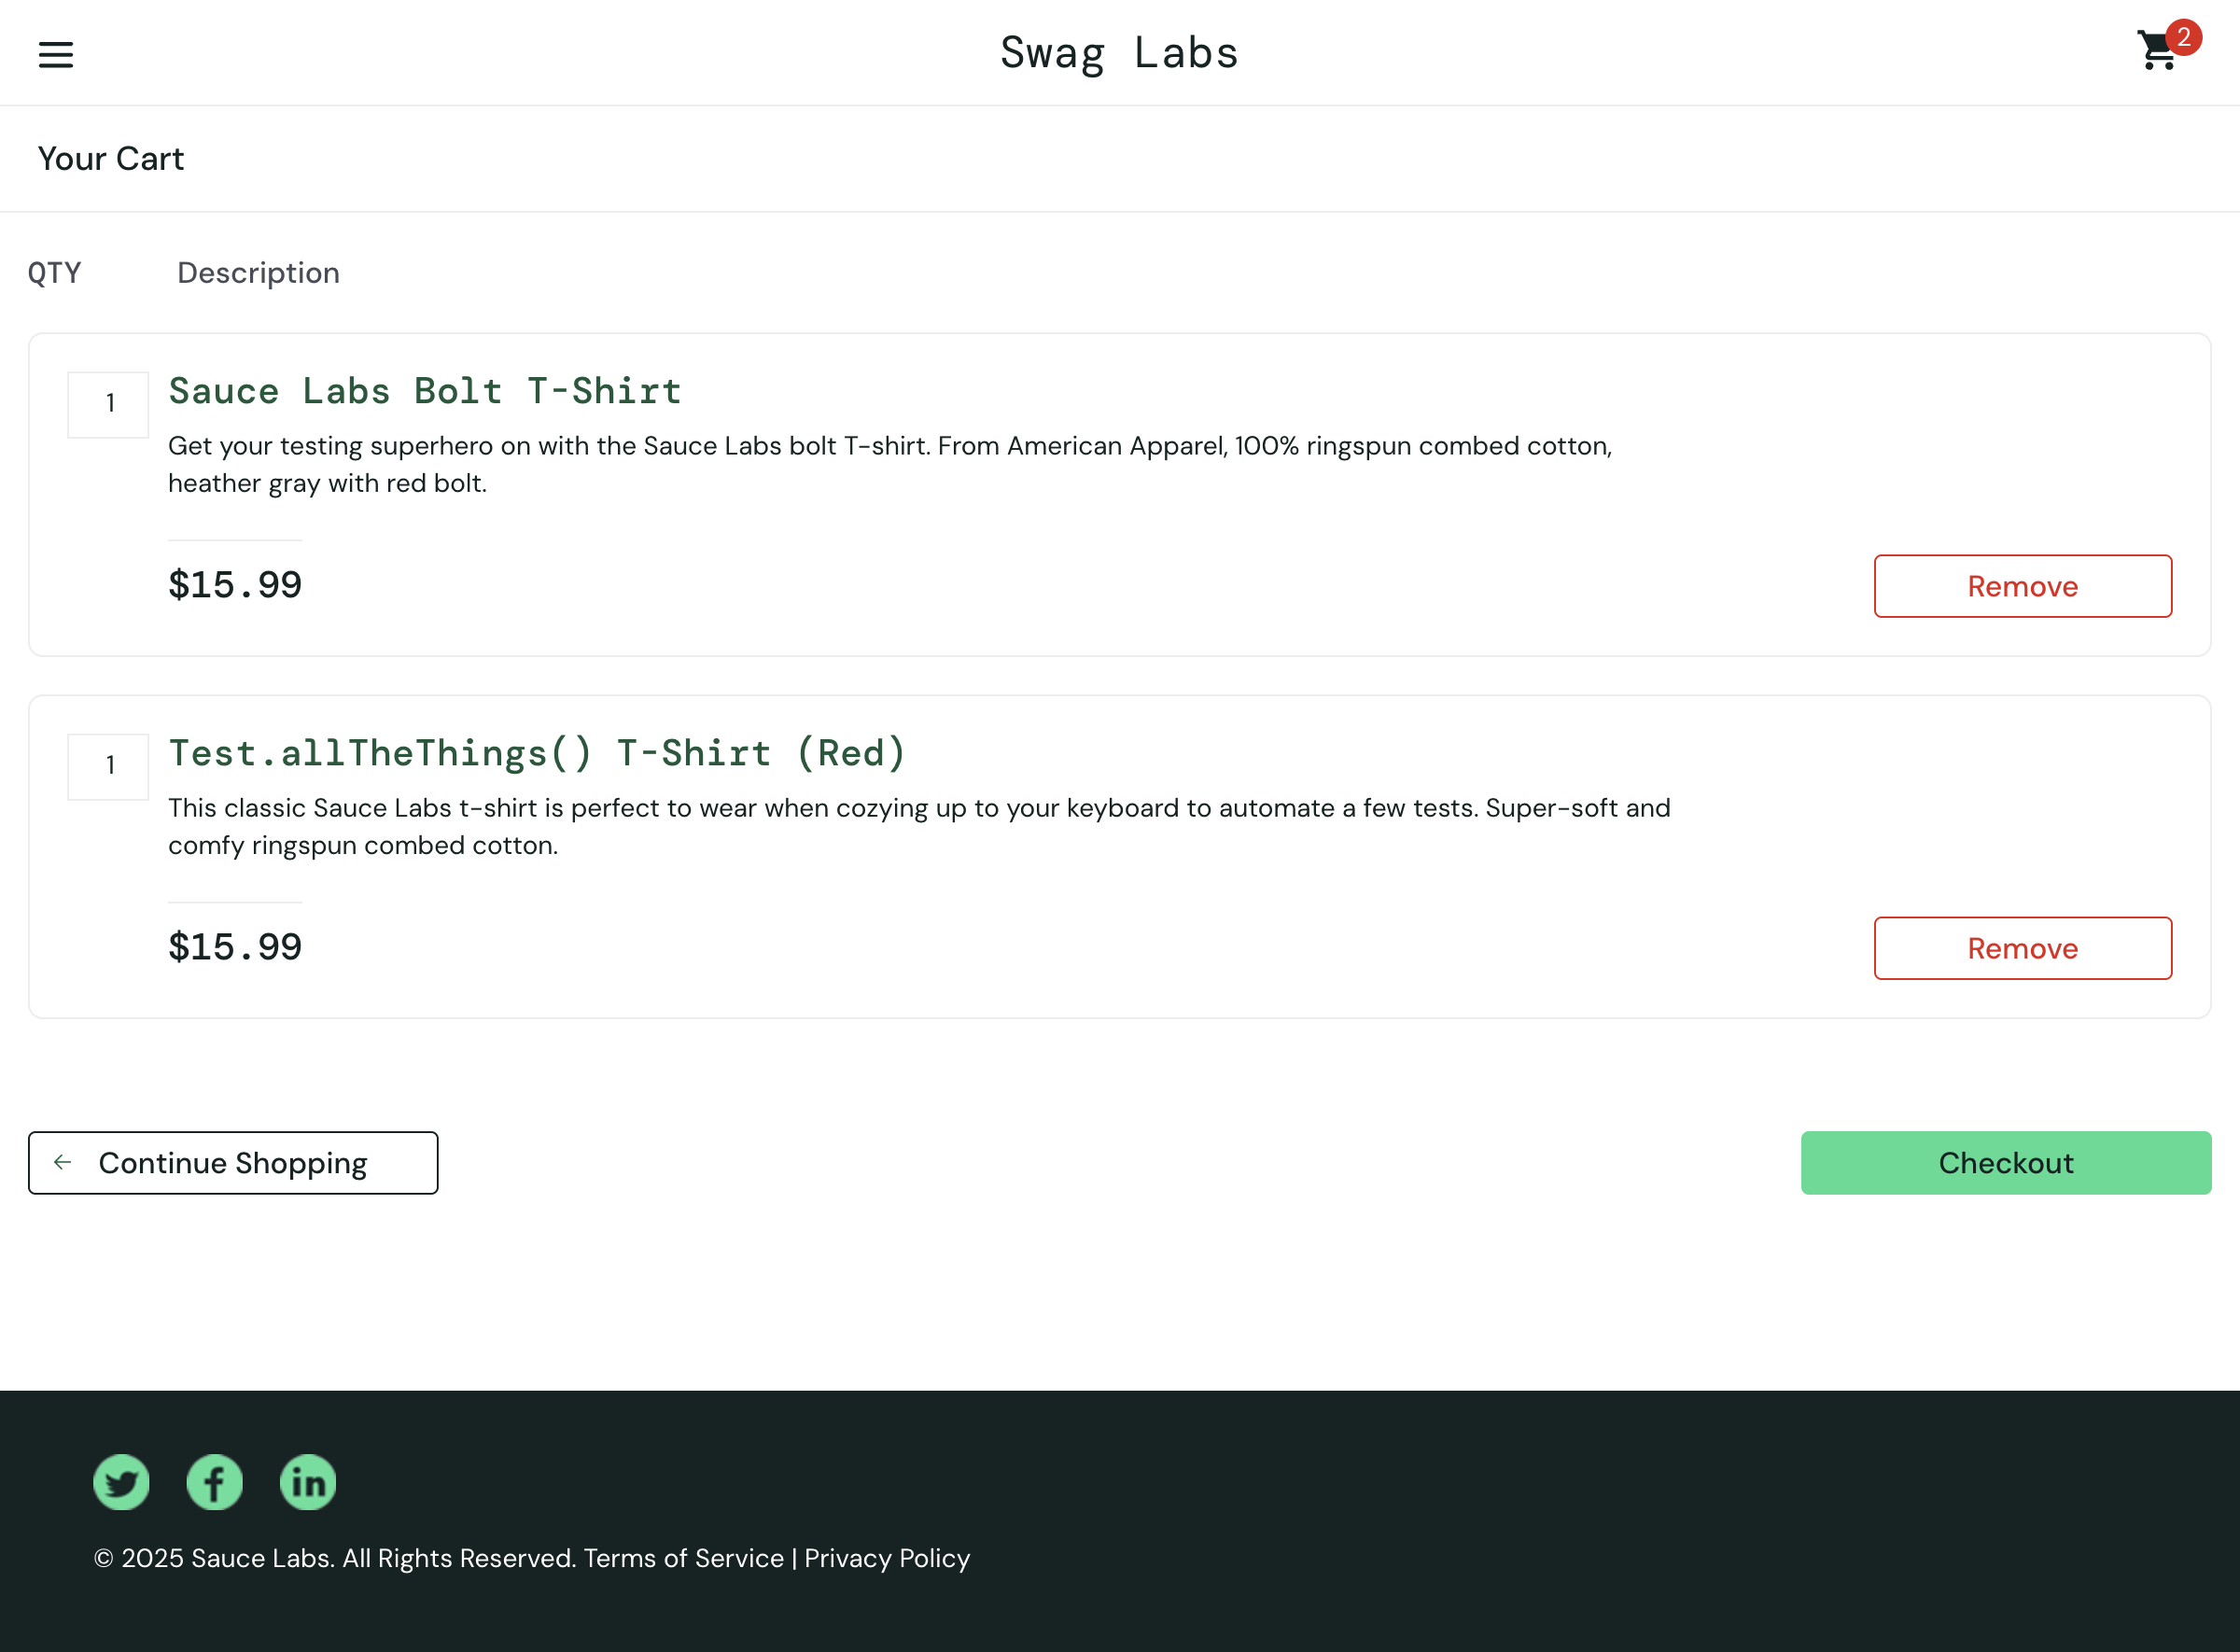 Swag Labs
2
Your Cart
QTY
Description
1
Sauce Labs Bolt T-Shirt
Get your testing superhero on with the Sauce Labs bolt T-shirt. From American Apparel, 100% ringspun combed cotton,
heather gray with red bolt.
$15.99
Remove
1
Test.allTheThings() T-Shirt (Red)
This classic Sauce Labs t-shirt is perfect to wear when cozying up to your keyboard to automate a few tests. Super-soft and
comfy ringspun combed cotton.
$15.99
Remove
Continue Shopping
Checkout
© 2025 Sauce Labs. All Rights Reserved. Terms of Service | Privacy Policy